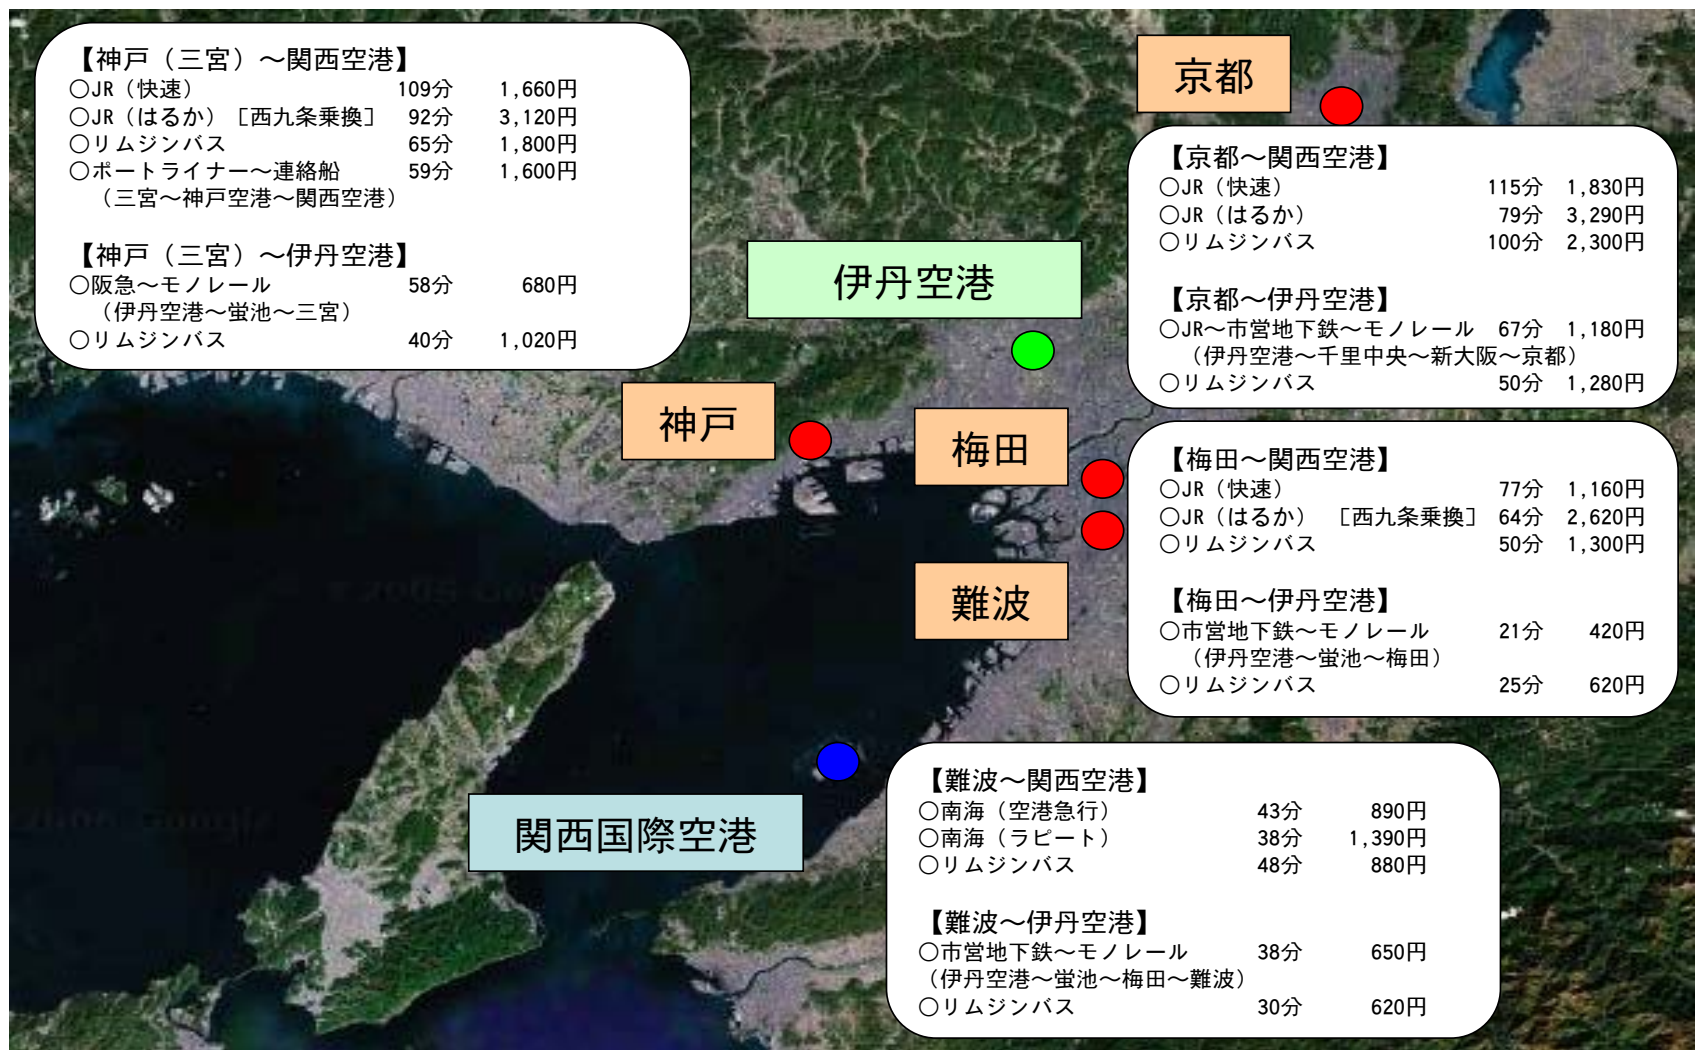 【神戸（三宮）～関西空港】
○JR（快速） 109分 1,660円
○JR（はるか）［西九条乗換］ 92分 3,120円
○リムジンバス 65分 1,800円
○ポートライナー～連絡船 59分 1,600円
（三宮～神戸空港～関西空港）
【神戸（三宮）～伊丹空港】
○阪急～モノレール 58分 680円
（伊丹空港～蛍池～三宮）
○リムジンバス 40分 1,020円
京都
【京都～関西空港】
○JR（快速） 115分 1,830円
○JR（はるか） 79分 3,290円
○リムジンバス 100分 2,300円
【京都～伊丹空港】
○JR～市営地下鉄～モノレール 67分 1,180円
（伊丹空港～千里中央～新大阪～京都）
○リムジンバス 50分 1,280円
伊丹空港
神戸
梅田
【梅田～関西空港】
○JR（快速） 77分 1,160円
○JR（はるか） ［西九条乗換］ 64分 2,620円
○リムジンバス 50分 1,300円
【梅田～伊丹空港】
○市営地下鉄～モノレール 21分 420円
（伊丹空港～蛍池～梅田）
○リムジンバス 25分 620円
難波
関西国際空港
【難波～関西空港】
○南海（空港急行） 43分 890円
○南海（ラピート） 38分 1,390円
○リムジンバス 48分 880円
【難波～伊丹空港】
○市営地下鉄～モノレール 38分 650円
（伊丹空港～蛍池～梅田～難波）
○リムジンバス 30分 620円